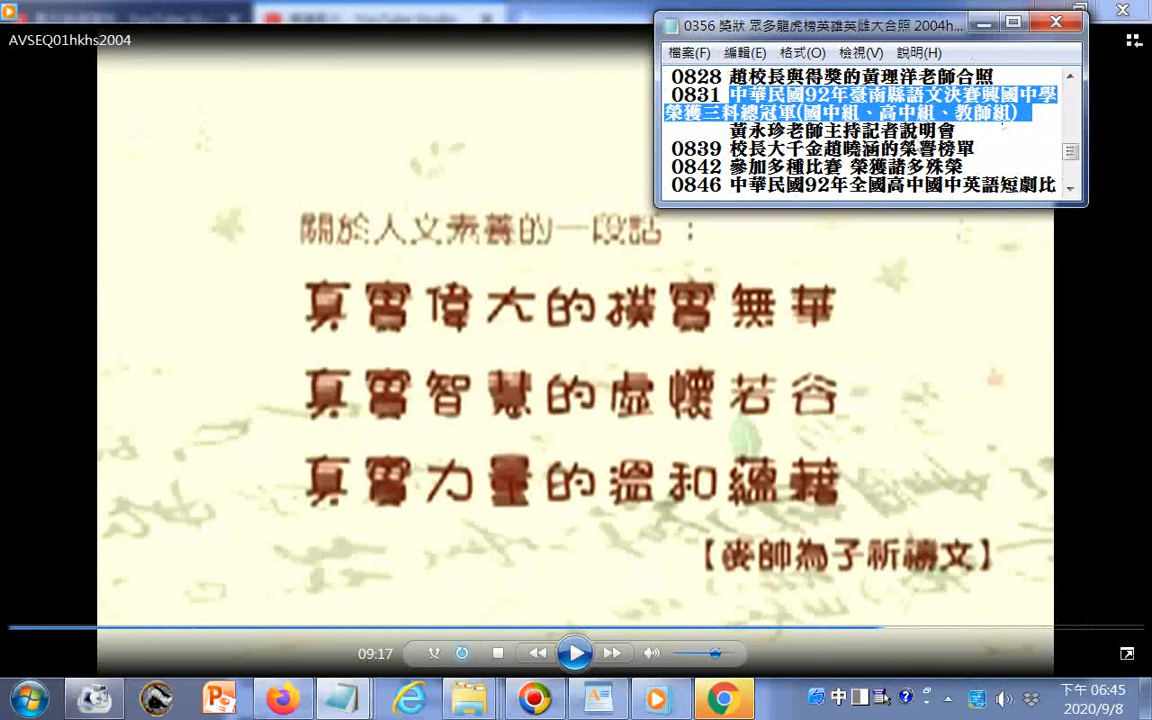 AVSEQ01hkhs2004
0356 獎狀 眾多龍虎榜英雄英雌大合照 2004h...
檔案(F) 編輯(E) 格式(O) 檢視(V) 說明(H)
0828 趙校長與得獎的黃理洋老師合照
0831 中華民國92年臺南縣語文決賽興國中學
榮獲三科總冠軍(國中組、高中組、教師組)
黃永珍老師主持記者說明會
0839 校長大千金趙曉涵的榮譽榜單
0842 參加多種比賽 榮獲諸多殊榮
0846 中華民國92年全國高中國中英語短劇比
關於人文素養的一段話：
真實偉大的樸實無華
真實智慧的虛懷若谷
真實力量的溫和蘊藉
【麥帥為子祈禱文】
09:17
中
下午 06:45
2020/9/8